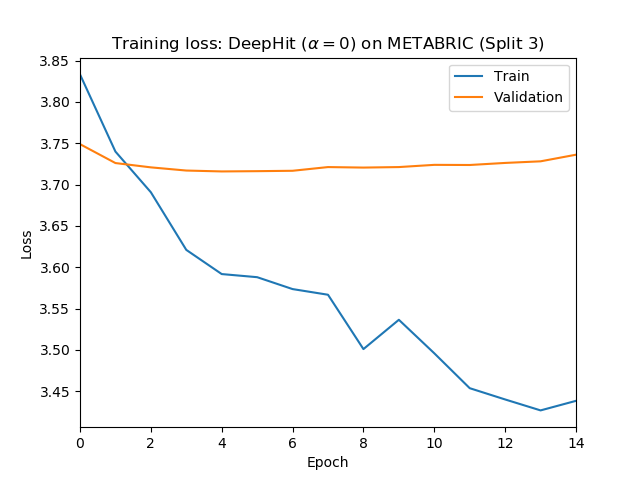 Training loss: DeepHit (α = 0) on METABRIC (Split 3)
Train
Validation
3.85
3.80
3.75
3.70
3.65
3.60
3.55
3.50
3.45
Loss
0 2 4 6 8 10 12 14
Epoch